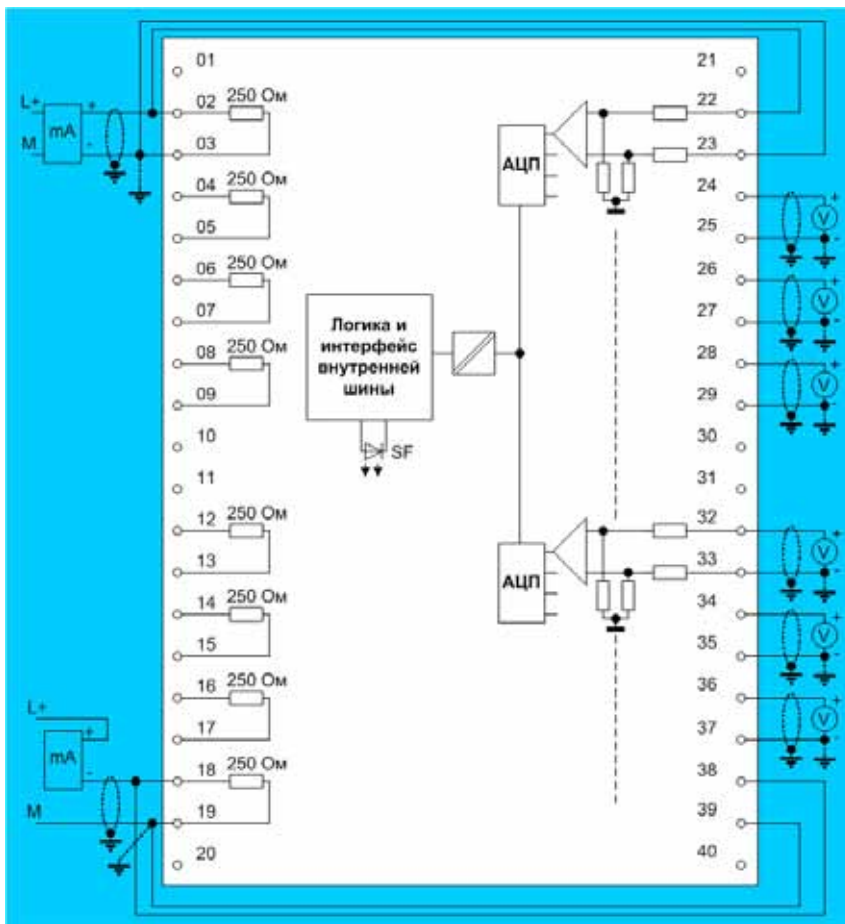 01 21
L+ + 02 250 Ом 22
mA
M - 03 23
АЦП
04 250 Ом 24 +
V
05 25 -
06 250 Ом 26 +
V
07 27 -
Логика и
интерфейс
внутренней
шины
08 250 Ом 28 +
V
09 29 -
10 30
SF
11 31
12 250 Ом 32 +
V
13 33 -
АЦП
14 250 Ом 34 +
V
15 35 -
16 250 Ом 36 +
V
L+
+ 17 37 -
mA
- 18 250 Ом 38
M 19 39
20 40